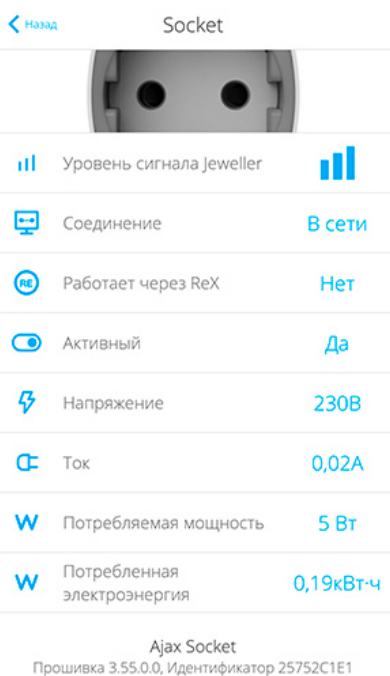 Назад
Socket
Уровень сигнала Jeweller
Соединение
В сети
RE
Работает через ReX
Нет
Активный
Да
Напряжение
230В
Ток
0,02А
W
Потребляемая мощность
5 Вт
W
Потребленная
электроэнергия
0,19кВт·ч
Ajax Socket
Прошивка 3.55.0.0, Идентификатор 25752C1E1